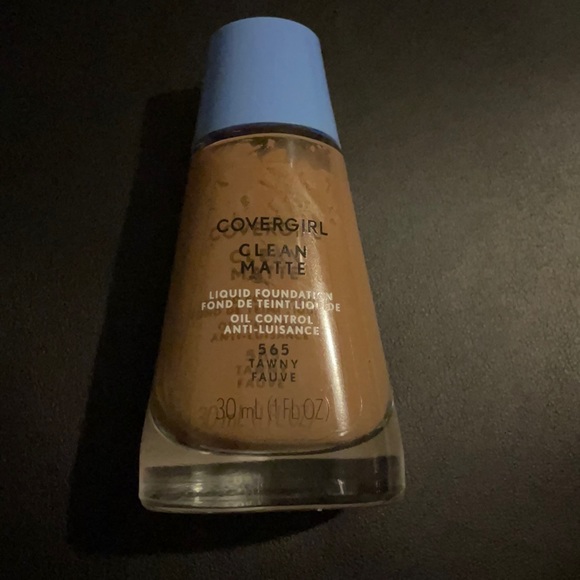 COVERGIRL
CLEAN
MATTE
LIQUID FOUNDATION
FOND DE TEINT LIQUIDE
OIL CONTROL
ANTI-LUISANCE
565
TAWNY
FAUVE
30 mL (1 FL OZ)